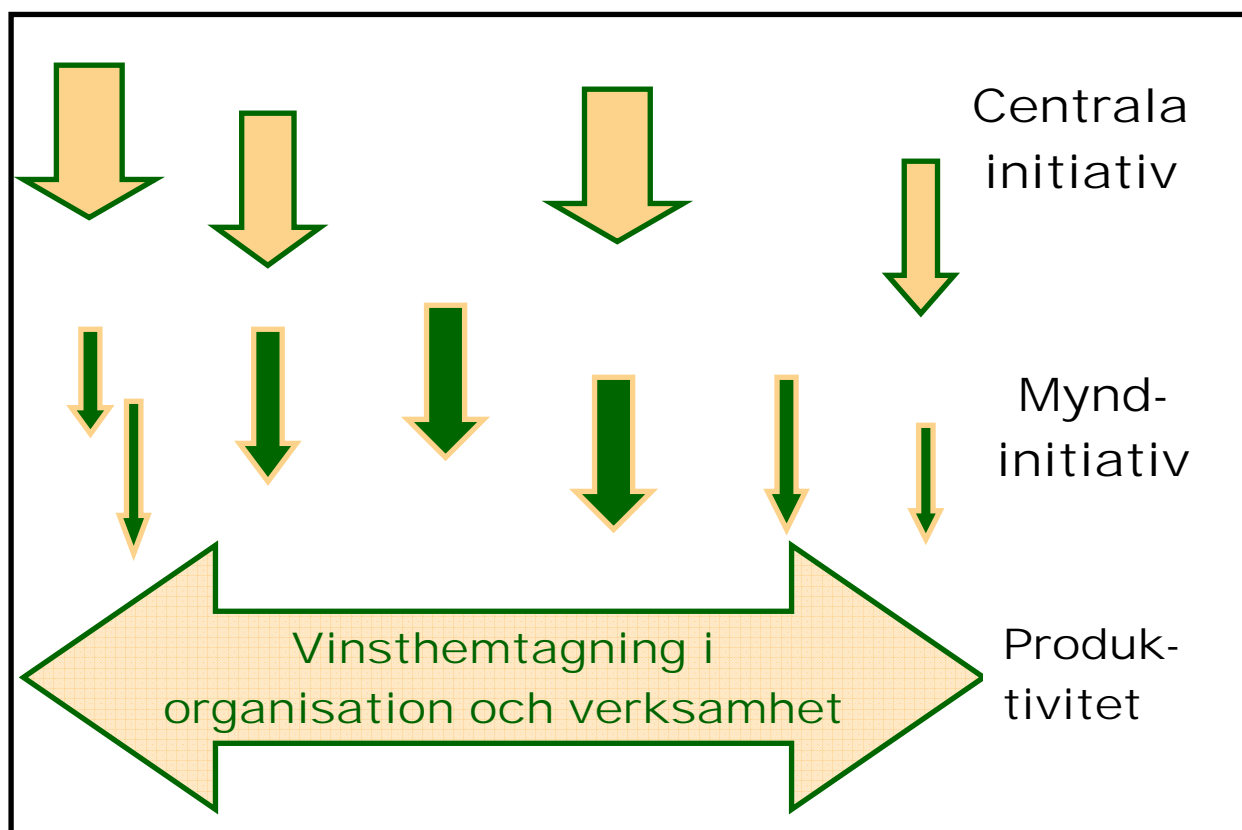 Centrala
initiativ
Mynd-
initiativ
Vinsthemtagning i
organisation och verksamhet
Produk-
tivitet